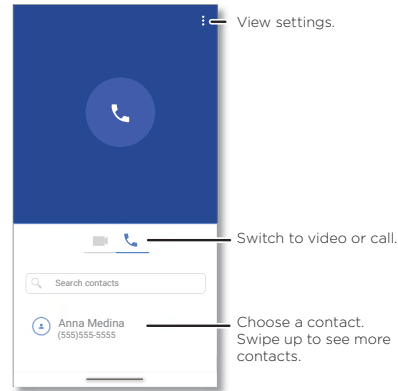 View settings.
Switch to video or call.
Search contacts
Anna Medina
(555)555-5555
Choose a contact.
Swipe up to see more
contacts.